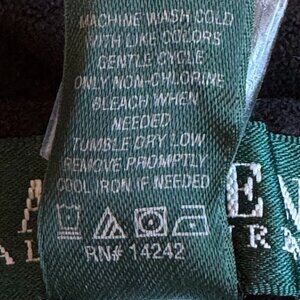 MACHINE WASH COLD
WITH LIKE COLORS
GENTLE CYCLE
ONLY NON-CHLORINE
BLEACH WHEN
NEEDED
TUMBLE DRY LOW
REMOVE PROMPTLY
COOL IRON IF NEEDED
RN# 14242